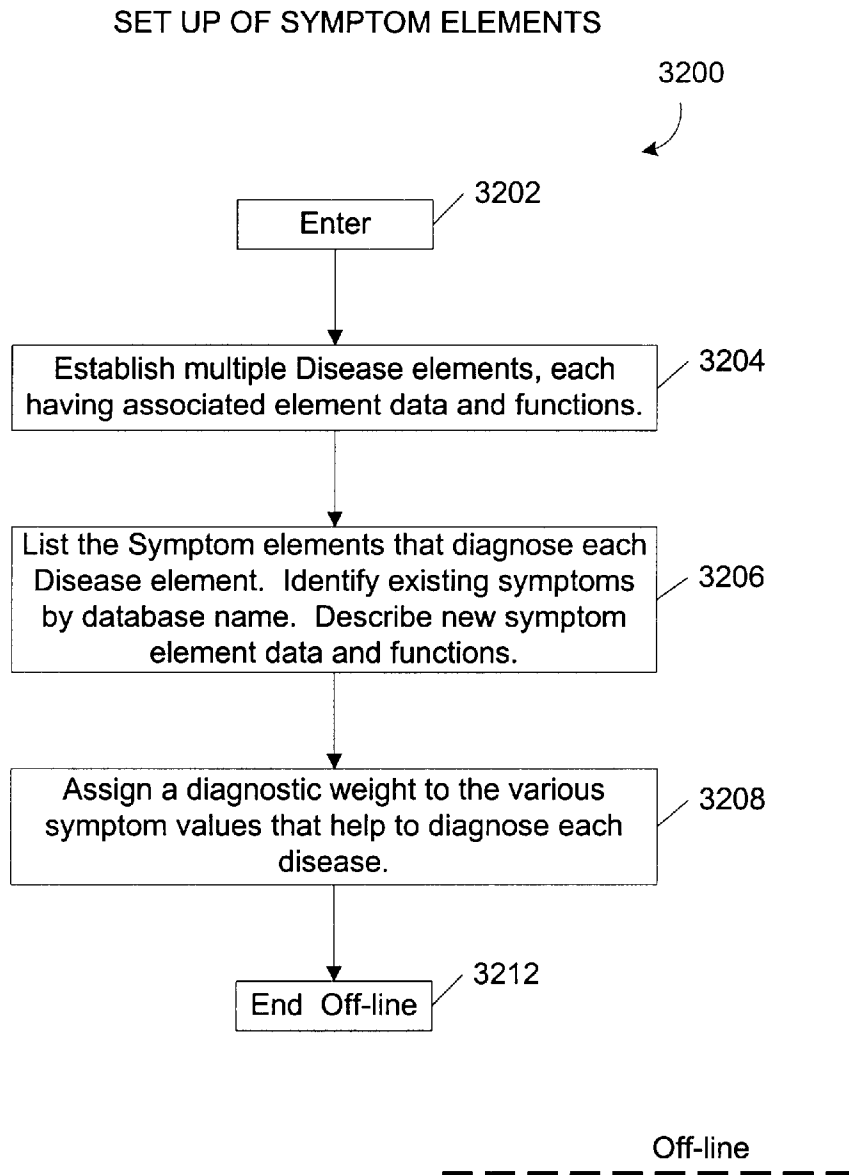 SET UP OF SYMPTOM ELEMENTS
3200
3202
Enter
3204
Establish multiple Disease elements, each
having associated element data and functions.
List the Symptom elements that diagnose each
Disease element. Identify existing symptoms
by database name. Describe new symptom
element data and functions.
3206
Assign a diagnostic weight to the various
symptom values that help to diagnose each
disease.
3208
3212
End Off-line
Off-line